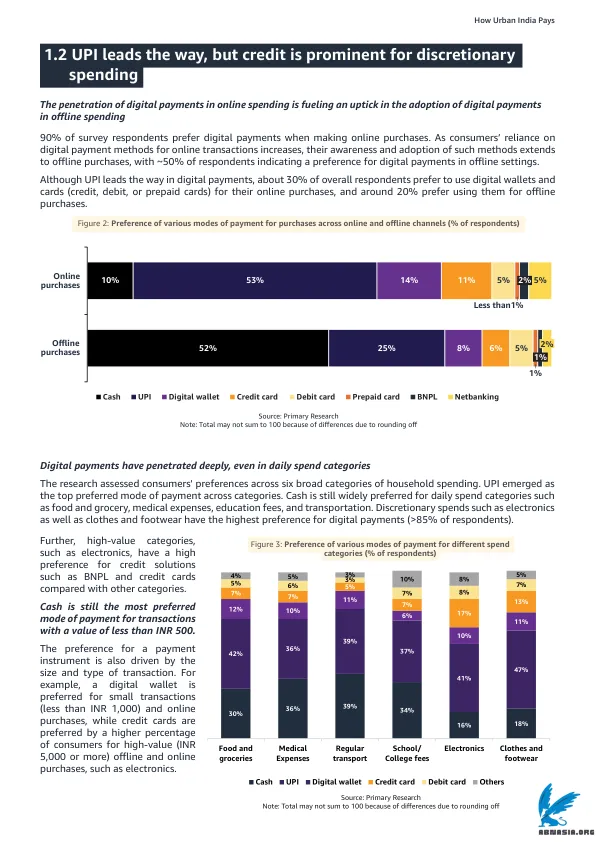 How Urban India Pays
1.2 UPI leads the way, but credit is prominent for discretionary
spending
The penetration of digital payments in online spending is fueling an uptick in the adoption of digital payments
in offline spending
90% of survey respondents prefer digital payments when making online purchases. As consumers' reliance on
digital payment methods for online transactions increases, their awareness and adoption of such methods extends
to offline purchases, with ~50% of respondents indicating a preference for digital payments in offline settings.
Although UPI leads the way in digital payments, about 30% of overall respondents prefer to use digital wallets and
cards (credit, debit, or prepaid cards) for their online purchases, and around 20% prefer using them for offline
purchases.
Figure 2: Preference of various modes of payment for purchases across online and offline channels (% of respondents)
Online
purchases
10% 53% 14% 11% 5% 2% 5%
Less than1%
Offline
purchases
52% 25% 8% 6% 5% 1% 2%
1%
Cash UPI Digital wallet Credit card Debit card Prepaid card BNPL Netbanking
Source: Primary Research
Note: Total may not sum to 100 because of differences due to rounding off
Digital payments have penetrated deeply, even in daily spend categories
The research assessed consumers' preferences across six broad categories of household spending. UPI emerged as
the top preferred mode of payment across categories. Cash is still widely preferred for daily spend categories such
as food and grocery, medical expenses, education fees, and transportation. Discretionary spends such as electronics
as well as clothes and footwear have the highest preference for digital payments (>85% of respondents).
Further, high-value categories,
such as electronics, have a high
preference for credit solutions
such as BNPL and credit cards
compared with other categories.
Cash is still the most preferred
mode of payment for transactions
with a value of less than INR 500.
The preference for a payment
instrument is also driven by the
size and type of transaction. For
example, a digital wallet is
preferred for small transactions
(less than INR 1,000) and online
purchases, while credit cards are
preferred by a higher percentage
of consumers for high-value (INR
5,000 or more) offline and online
purchases, such as electronics.
Figure 3: Preference of various modes of payment for different spend
categories (% of respondents)
4% 5% 3% 10% 8% 5%
5% 6% 3% 7% 8% 7%
7% 7% 5% 7% 17% 13%
12% 10% 11% 6% 10% 11%
42% 36% 39% 37% 41% 47%
30% 36% 39% 34% 16% 18%
Food and
groceries
Medical
Expenses
Regular
transport
School/
College fees
Electronics
Clothes and
footwear
Cash UPI Digital wallet Credit card Debit card Others
Source: Primary Research
Note: Total may not sum to 100 because of differences due to rounding off
ABNASIA.ORG